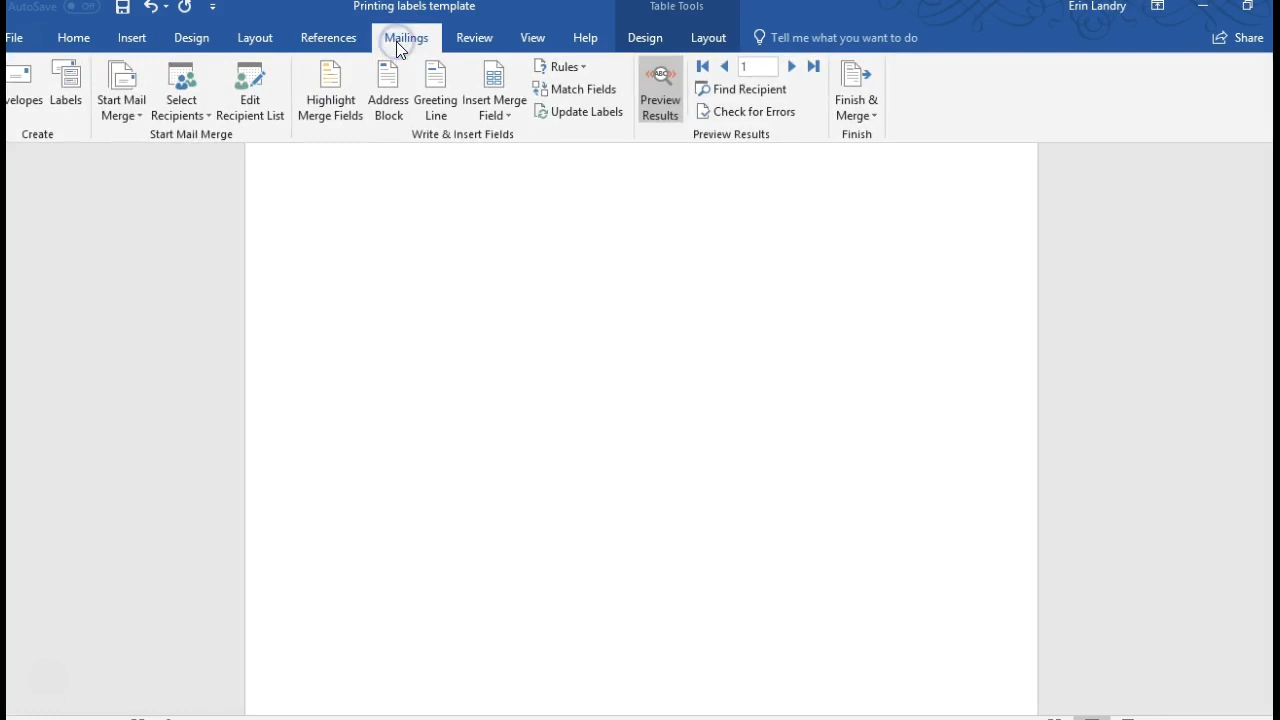 AutoSave Off Printing labels template Table Tools Erin Landry
File Home Insert Design Layout References Mailings Review View Help Design Layout Tell me what you want to do Share
velopes Labels Start Mail Merge Select Recipients Edit Recipient List Highlight Merge Fields Address Block Greeting Line Insert Merge Field Rules Match Fields Update Labels ABC Preview Results 1 Find Recipient Check for Errors Finish & Merge
Create Start Mail Merge Write & Insert Fields Preview Results Finish